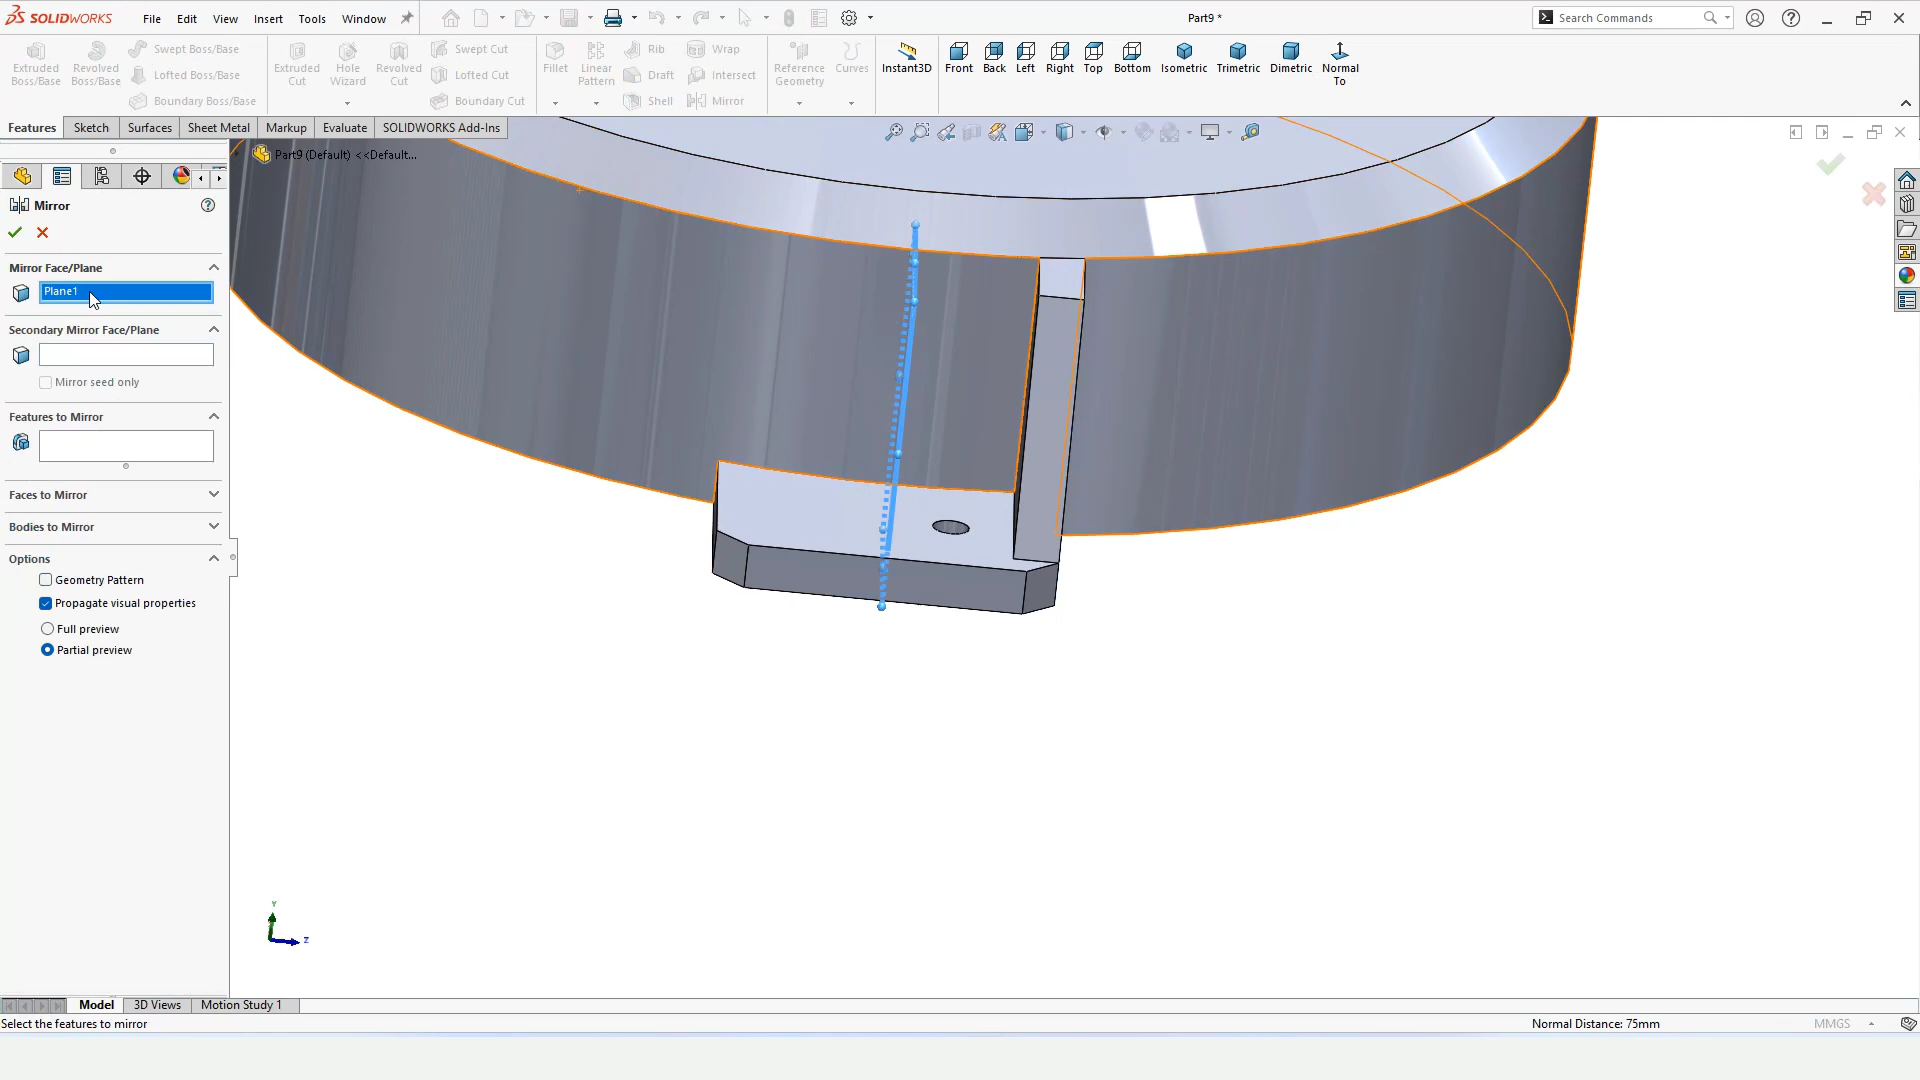 SOLIDWORKS File Edit View Insert Tools Window Part9 * Search Commands
Extruded Boss/Base Revolved Boss/Base Swept Boss/Base Lofted Boss/Base Boundary Boss/Base Extruded Cut Hole Wizard Revolved Cut Swept Cut Lofted Cut Boundary Cut Fillet Linear Pattern Rib Draft Shell Wrap Intersect Mirror Reference Geometry Curves Instant3D Front Back Left Right Top Bottom Isometric Trimetric Dimetric Normal To
Features Sketch Surfaces Sheet Metal Markup Evaluate SOLIDWORKS Add-Ins
Part9 (Default) <<Default...
Mirror
Mirror Face/Plane
Plane1
Secondary Mirror Face/Plane
Mirror seed only
Features to Mirror
Faces to Mirror
Bodies to Mirror
Options
Geometry Pattern
Propagate visual properties
Full preview
Partial preview
Y
Z
Model 3D Views Motion Study 1
Select the features to mirror Normal Distance: 75mm MMGS